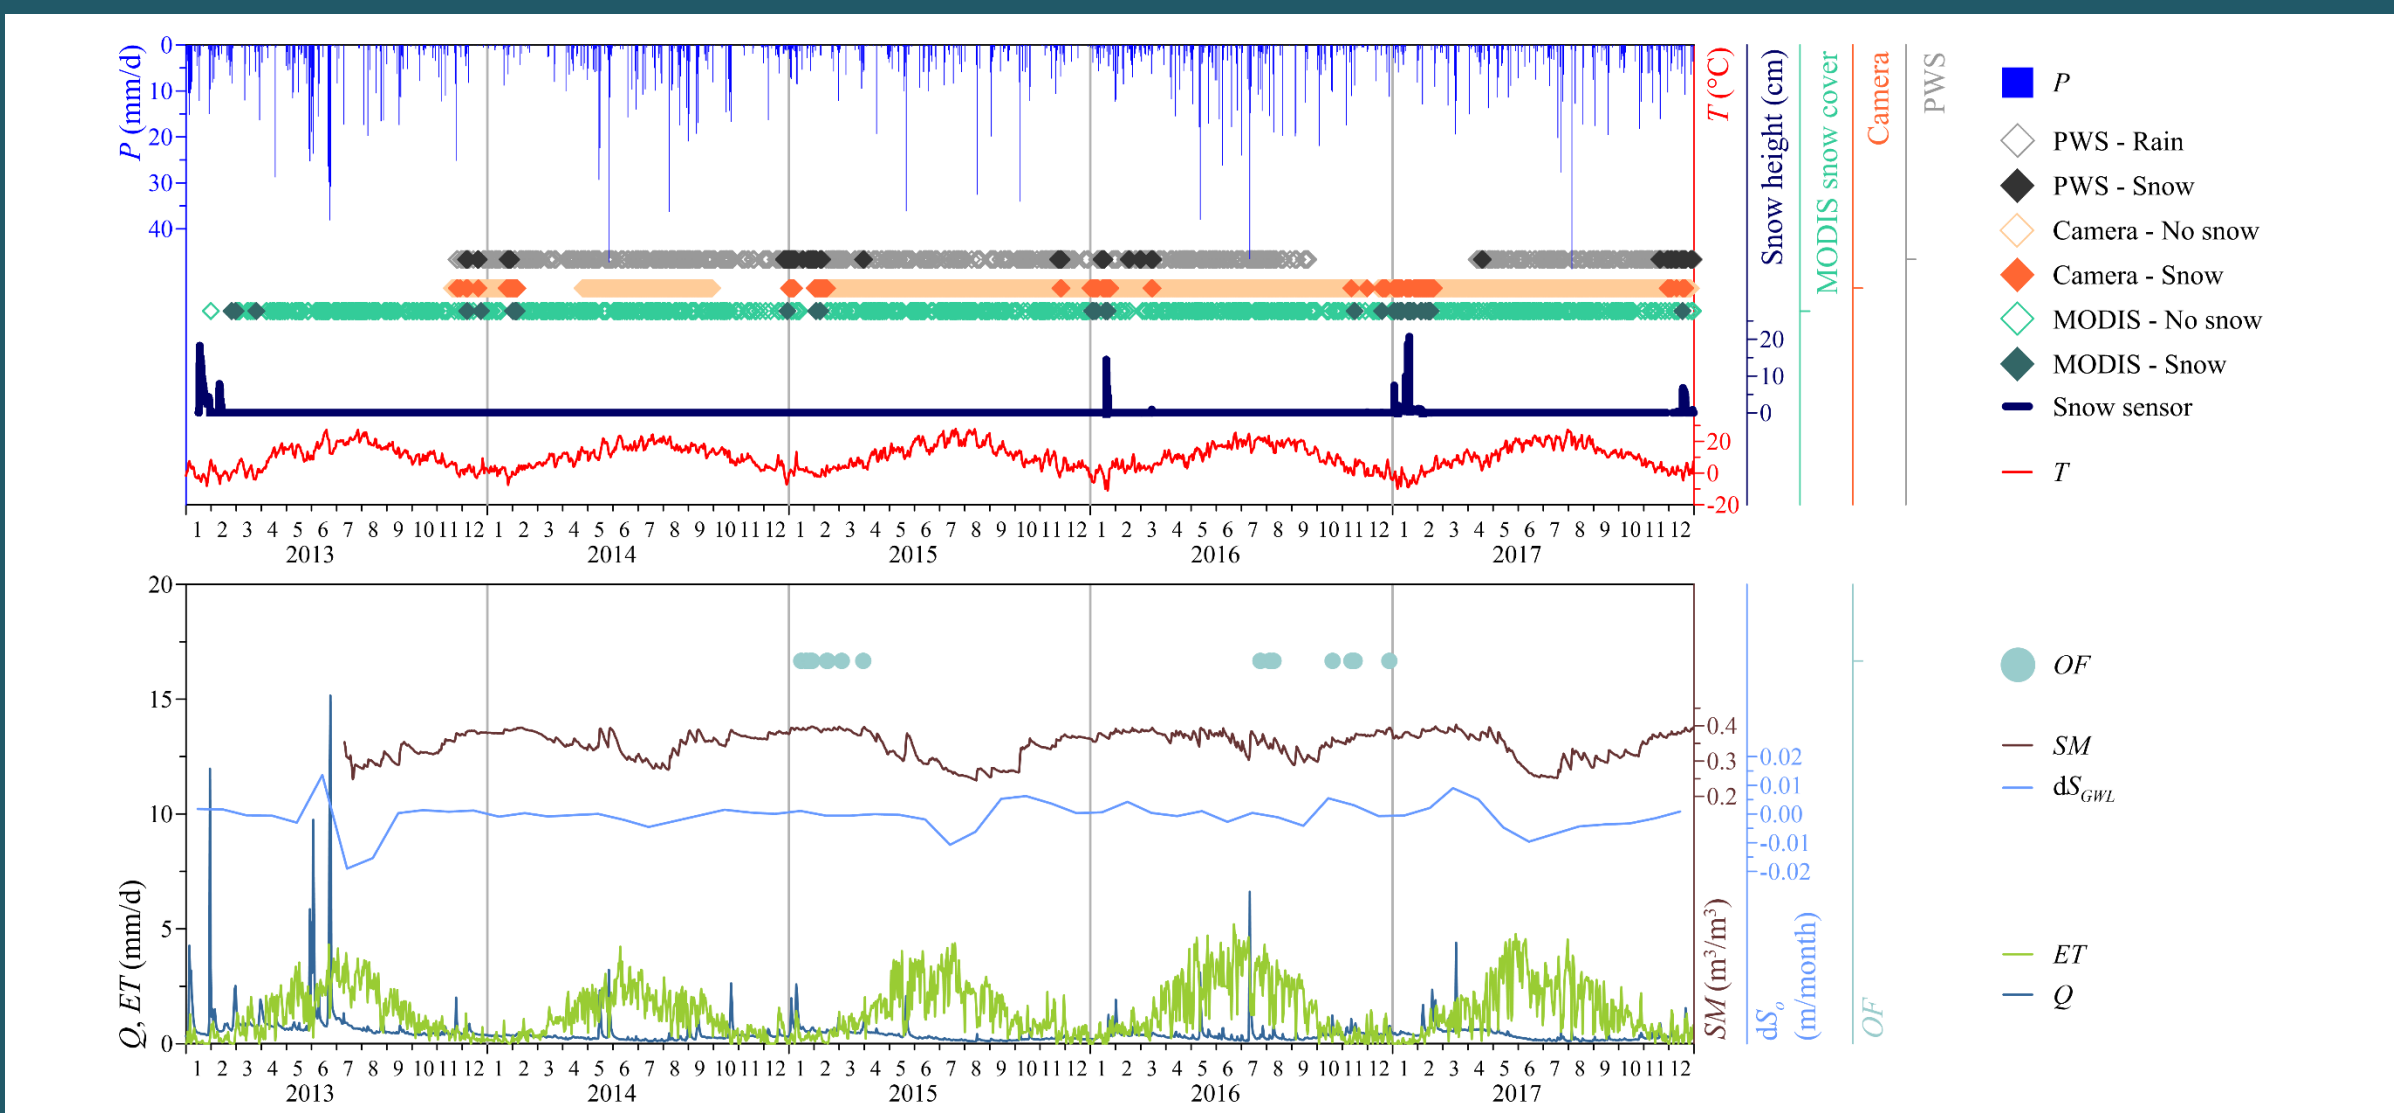 P (mm/d)
0
10
20
30
40
T (°C)
20
0
-20
Snow height (cm)
20
10
0
MODIS snow cover
Camera
PWS
1 2 3 4 5 6 7 8 9 10 11 12 1 2 3 4 5 6 7 8 9 10 11 12 1 2 3 4 5 6 7 8 9 10 11 12 1 2 3 4 5 6 7 8 9 10 11 12 1 2 3 4 5 6 7 8 9 10 11 12
2013 2014 2015 2016 2017
P
PWS - Rain
PWS - Snow
Camera - No snow
Camera - Snow
MODIS - No snow
MODIS - Snow
Snow sensor
T
Q, ET (mm/d)
20
15
10
5
0
SM (m³/m³)
0.4
0.3
0.2
dSₒ
(m/month)
0.02
0.01
0.00
-0.01
-0.02
OF
1 2 3 4 5 6 7 8 9 10 11 12 1 2 3 4 5 6 7 8 9 10 11 12 1 2 3 4 5 6 7 8 9 10 11 12 1 2 3 4 5 6 7 8 9 10 11 12 1 2 3 4 5 6 7 8 9 10 11 12
2013 2014 2015 2016 2017
OF
SM
dS_GWL
ET
Q